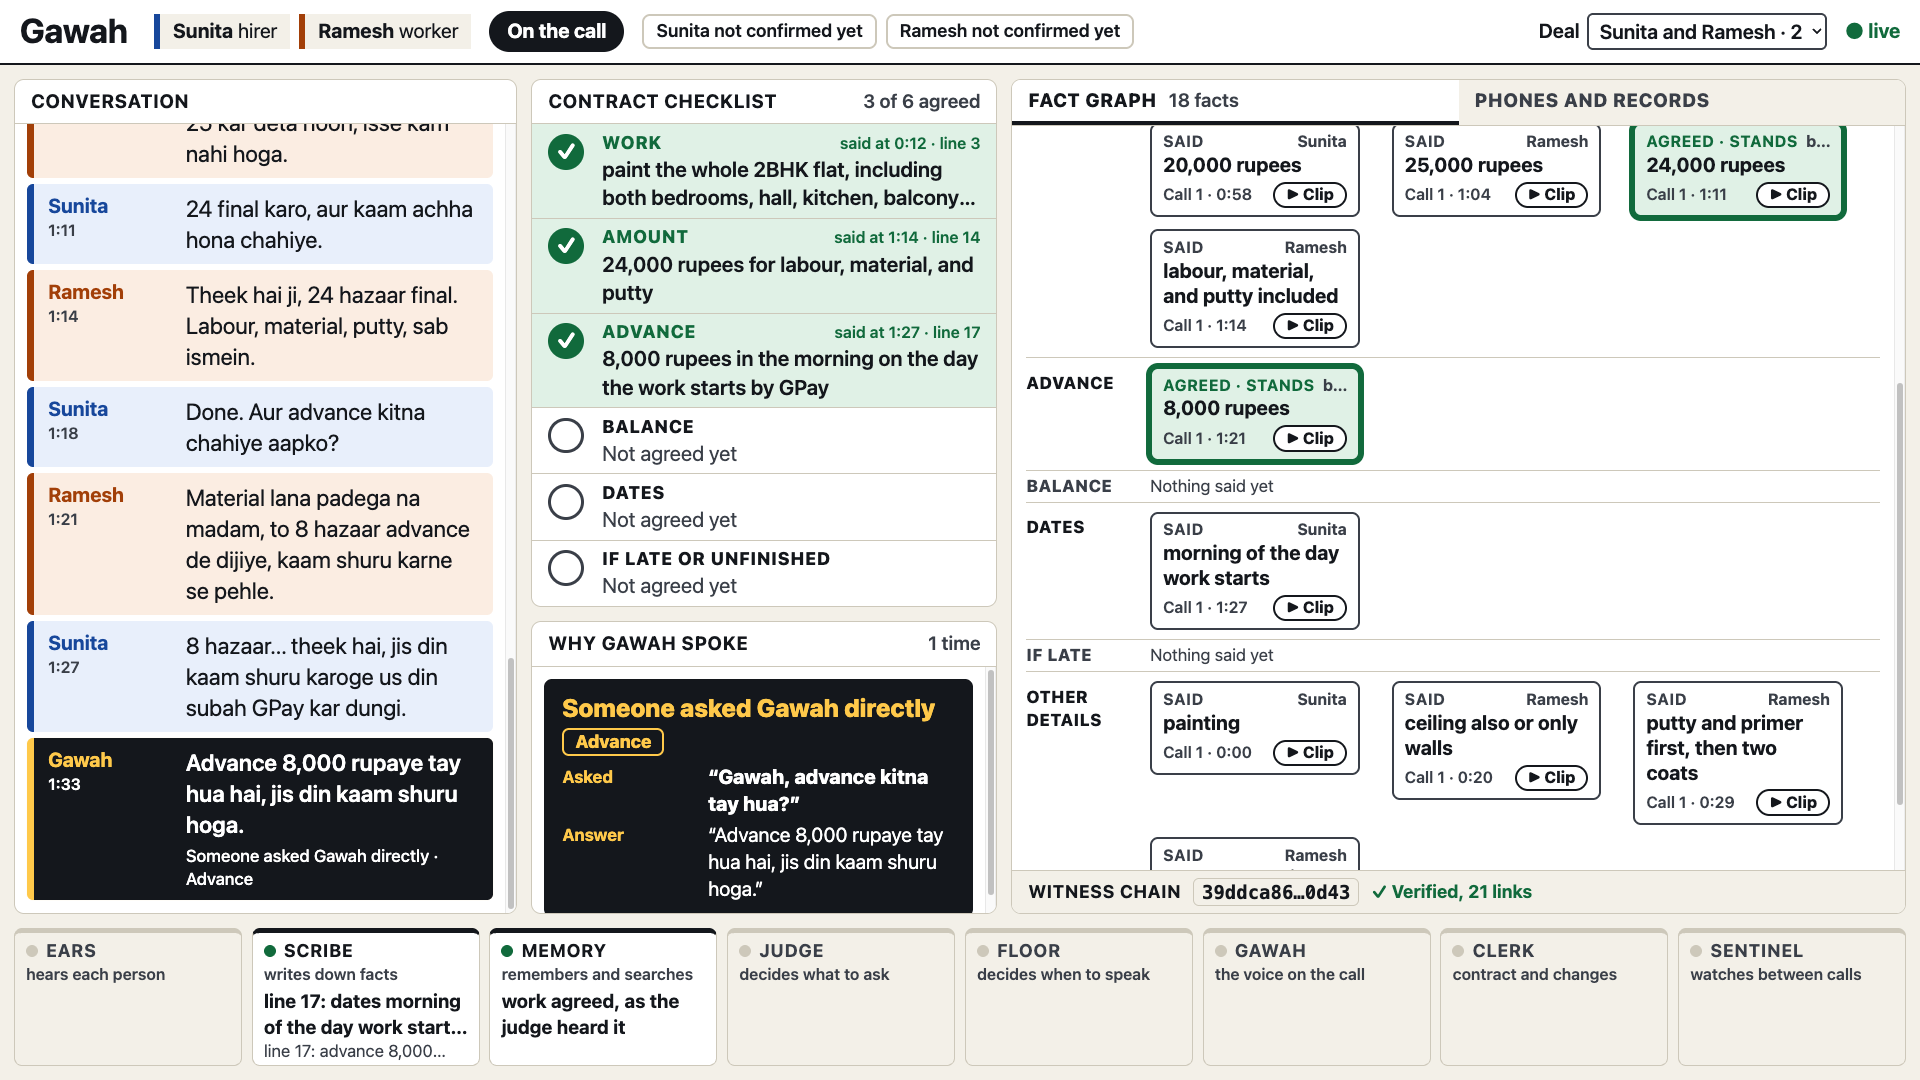 Gawah
Sunita hirer
Ramesh worker
On the call
Sunita not confirmed yet
Ramesh not confirmed yet
Deal
Sunita and Ramesh · 2
live
CONVERSATION
25 kar deta hoon, isse kam
nahi hoga.
Sunita
1:11
24 final karo, aur kaam achha
hona chahiye.
Ramesh
1:14
Theek hai ji, 24 hazaar final.
Labour, material, putty, sab
ismein.
Sunita
1:18
Done. Aur advance kitna
chahiye aapko?
Ramesh
1:21
Material lana padega na
madam, to 8 hazaar advance
de dijiye, kaam shuru karne
se pehle.
Sunita
1:27
8 hazaar... theek hai, jis din
kaam shuru karoge us din
subah GPay kar dungi.
Gawah
1:33
Advance 8,000 rupaye tay
hua hai, jis din kaam shuru
hoga.
Someone asked Gawah directly ·
Advance
CONTRACT CHECKLIST
3 of 6 agreed
WORK
said at 0:12 · line 3
paint the whole 2BHK flat, including
both bedrooms, hall, kitchen, balcony...
AMOUNT
said at 1:14 · line 14
24,000 rupees for labour, material, and
putty
ADVANCE
said at 1:27 · line 17
8,000 rupees in the morning on the day
the work starts by GPay
BALANCE
Not agreed yet
DATES
Not agreed yet
IF LATE OR UNFINISHED
Not agreed yet
WHY GAWAH SPOKE
1 time
Someone asked Gawah directly
Advance
Asked
“Gawah, advance kitna
tay hua?”
Answer
“Advance 8,000 rupaye tay
hua hai, jis din kaam shuru
hoga.”
FACT GRAPH 18 facts
PHONES AND RECORDS
SAID Sunita
20,000 rupees
Call 1 · 0:58 Clip
SAID Ramesh
25,000 rupees
Call 1 · 1:04 Clip
AGREED · STANDS b...
24,000 rupees
Call 1 · 1:11 Clip
SAID Ramesh
labour, material,
and putty included
Call 1 · 1:14 Clip
ADVANCE
AGREED · STANDS b...
8,000 rupees
Call 1 · 1:21 Clip
BALANCE
Nothing said yet
DATES
SAID Sunita
morning of the day
work starts
Call 1 · 1:27 Clip
IF LATE
Nothing said yet
OTHER
DETAILS
SAID Sunita
painting
Call 1 · 0:00 Clip
SAID Ramesh
ceiling also or only
walls
Call 1 · 0:20 Clip
SAID Ramesh
putty and primer
first, then two
coats
Call 1 · 0:29 Clip
SAID Ramesh
WITNESS CHAIN
39ddca86…0d43
Verified, 21 links
EARS
hears each person
SCRIBE
writes down facts
line 17: dates morning
of the day work start...
line 17: advance 8,000...
MEMORY
remembers and searches
work agreed, as the
judge heard it
JUDGE
decides what to ask
FLOOR
decides when to speak
GAWAH
the voice on the call
CLERK
contract and changes
SENTINEL
watches between calls